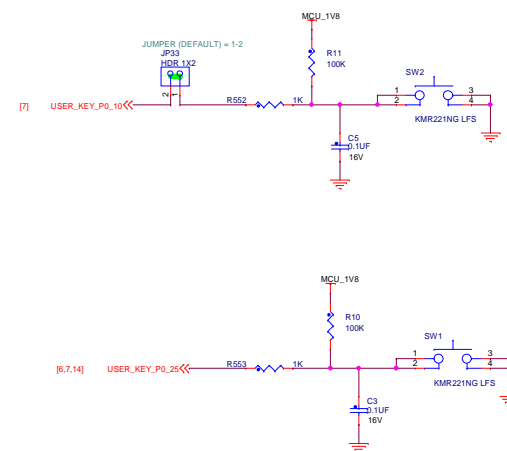 MCU_1V8
JUMPER (DEFAULT) = 1-2
JP33
HDR 1X2
R11
100K
SW2
2
1
1
2
3
4
[7]
USER_KEY_P0_10
R552
1K
KMR221NG LFS
C5
0.1UF
16V
MCU_1V8
R10
100K
SW1
1
2
3
4
[6,7,14]
USER_KEY_P0_25
R553
1K
KMR221NG LFS
C3
0.1UF
16V